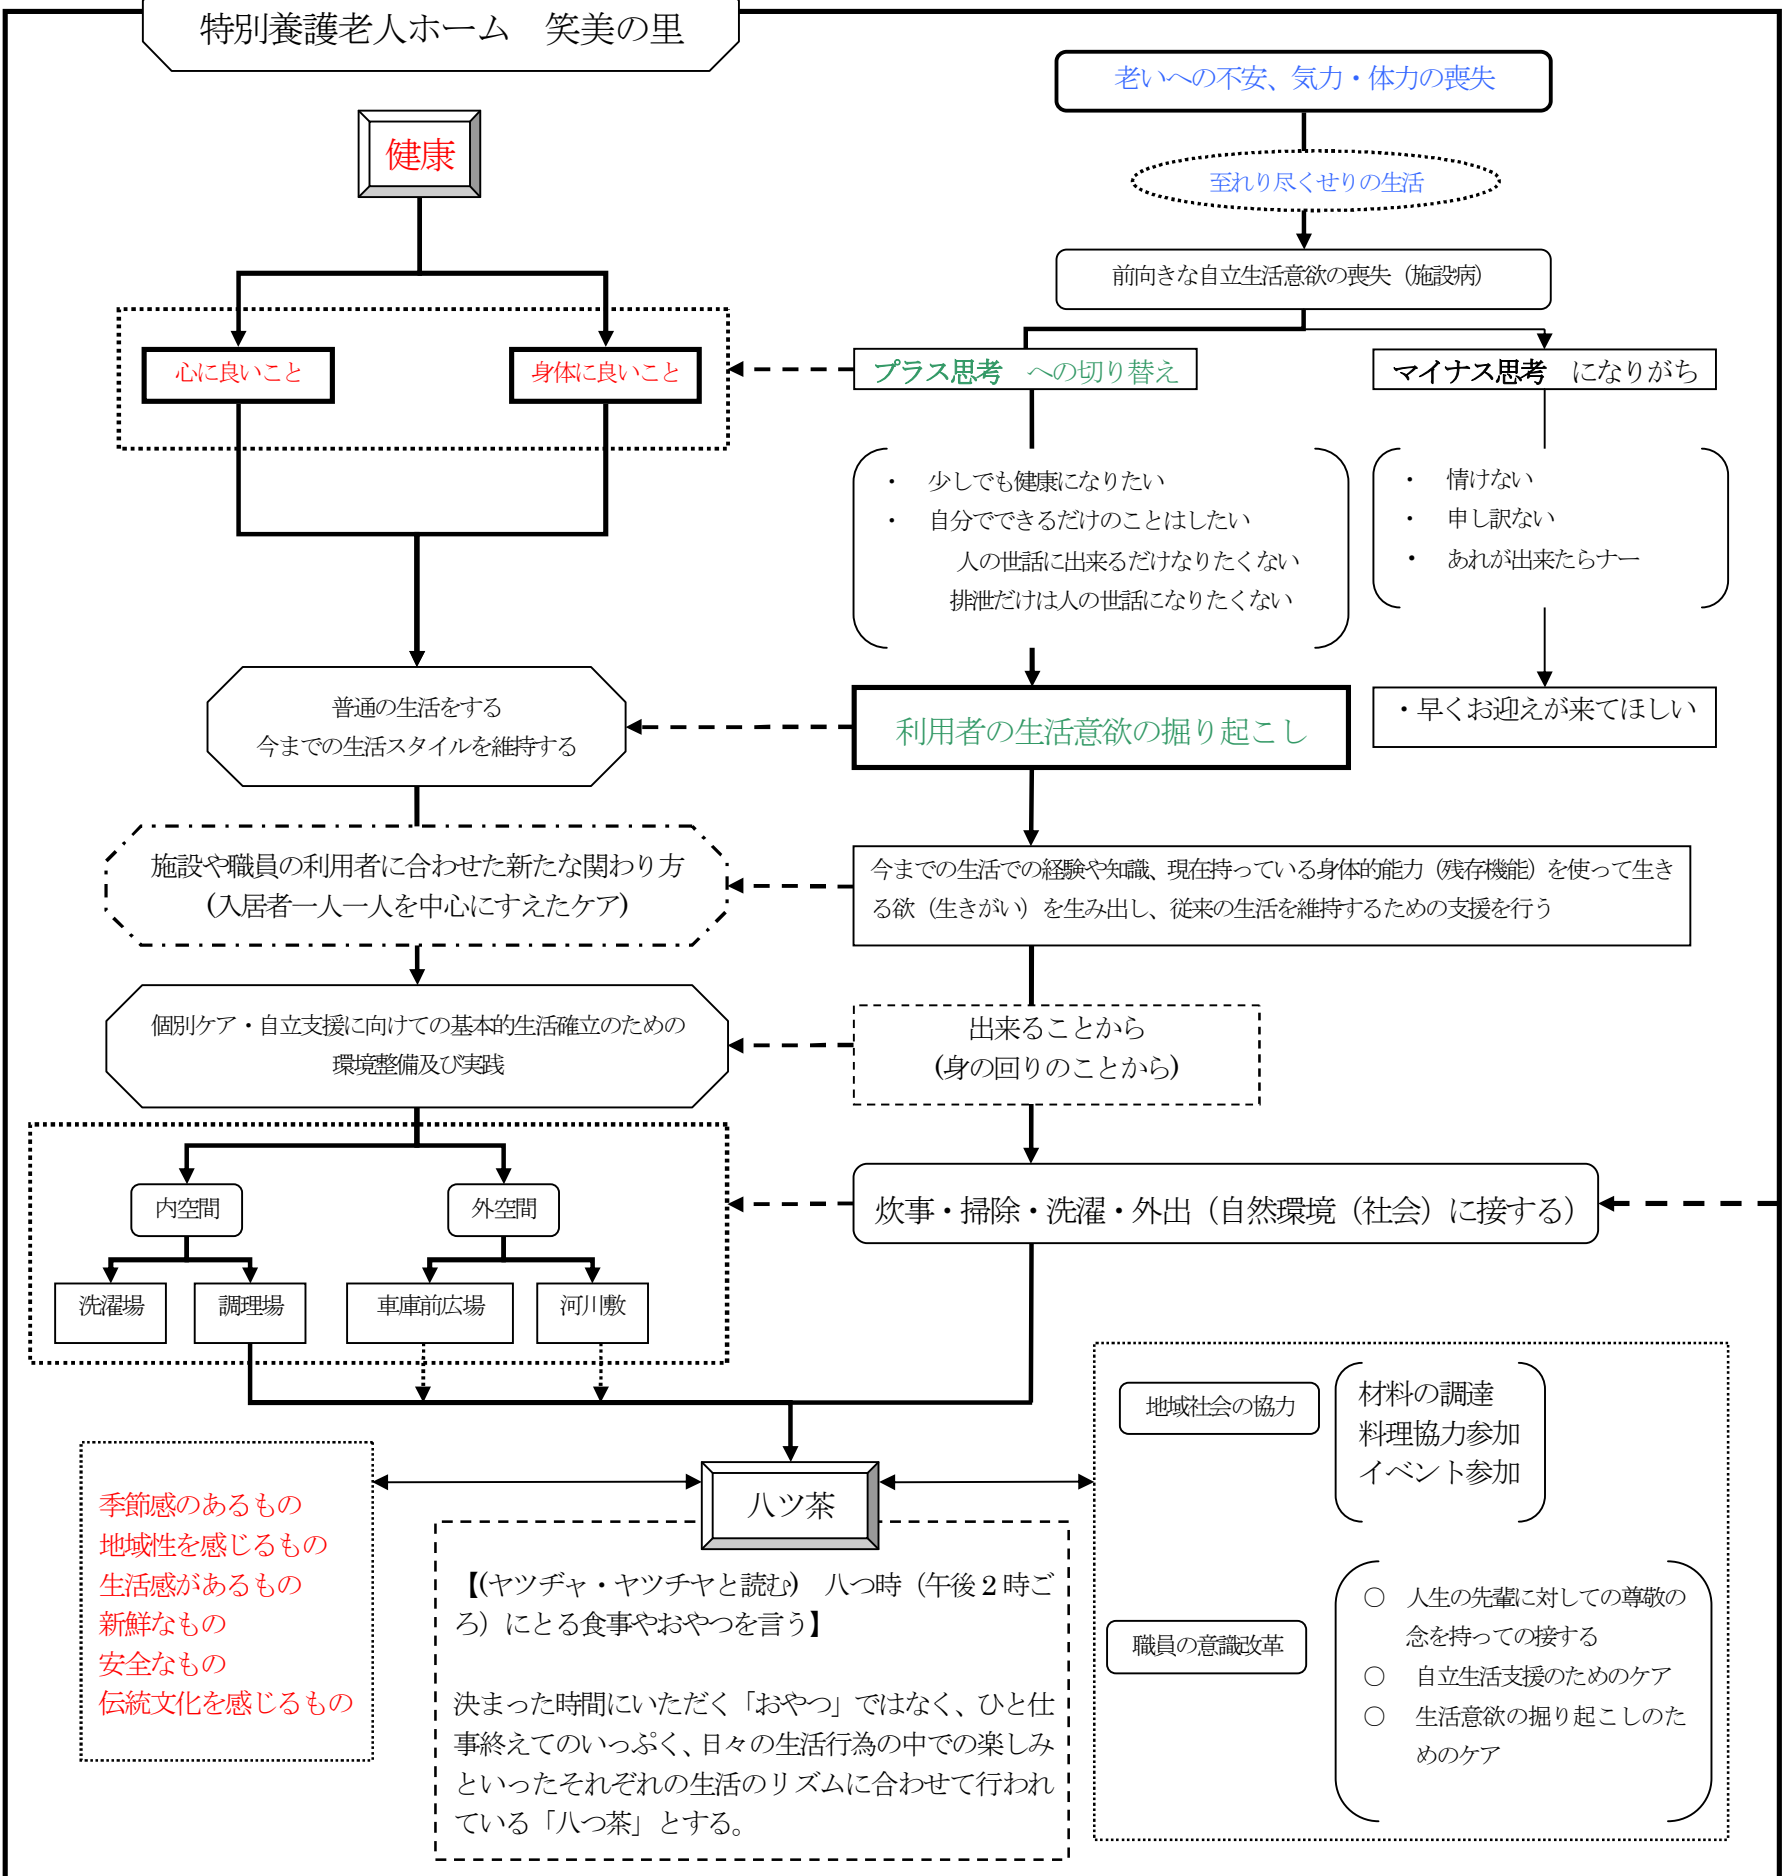 特別養護老人ホーム　笑美の里
健康
心に良いこと
身体に良いこと
普通の生活をする
今までの生活スタイルを維持する
施設や職員の利用者に合わせた新たな関わり方
(入居者一人一人を中心にすえたケア)
個別ケア・自立支援に向けての基本的生活確立のための
環境整備及び実践
内空間
外空間
洗濯場
調理場
車庫前広場
河川敷
老いへの不安、気力・体力の喪失
至れり尽くせりの生活
前向きな自立生活意欲の喪失（施設病）
プラス思考　への切り替え
マイナス思考　になりがち
・　少しでも健康になりたい
・　自分でできるだけのことはしたい
人の世話に出来るだけなりたくない
排泄だけは人の世話になりたくない
・　情けない
・　申し訳ない
・　あれが出来たらナー
利用者の生活意欲の掘り起こし
・早くお迎えが来てほしい
今までの生活での経験や知識、現在持っている身体的能力（残存機能）を使って生き
る欲（生きがい）を生み出し、従来の生活を維持するための支援を行う
出来ることから
(身の回りのことから)
炊事・掃除・洗濯・外出（自然環境（社会）に接する）
季節感のあるもの
地域性を感じるもの
生活感があるもの
新鮮なもの
安全なもの
伝統文化を感じるもの
八ツ茶
【(ヤツヂャ・ヤツチヤと読む)　八つ時（午後２時ご
ろ）にとる食事やおやつを言う】
決まった時間にいただく「おやつ」ではなく、ひと仕
事終えてのいっぷく、日々の生活行為の中での楽しみ
といったそれぞれの生活のリズムに合わせて行われ
ている「八つ茶」とする。
地域社会の協力
材料の調達
料理協力参加
イベント参加
職員の意識改革
○　人生の先輩に対しての尊敬の
念を持っての接する
○　自立生活支援のためのケア
○　生活意欲の掘り起こしのた
めのケア